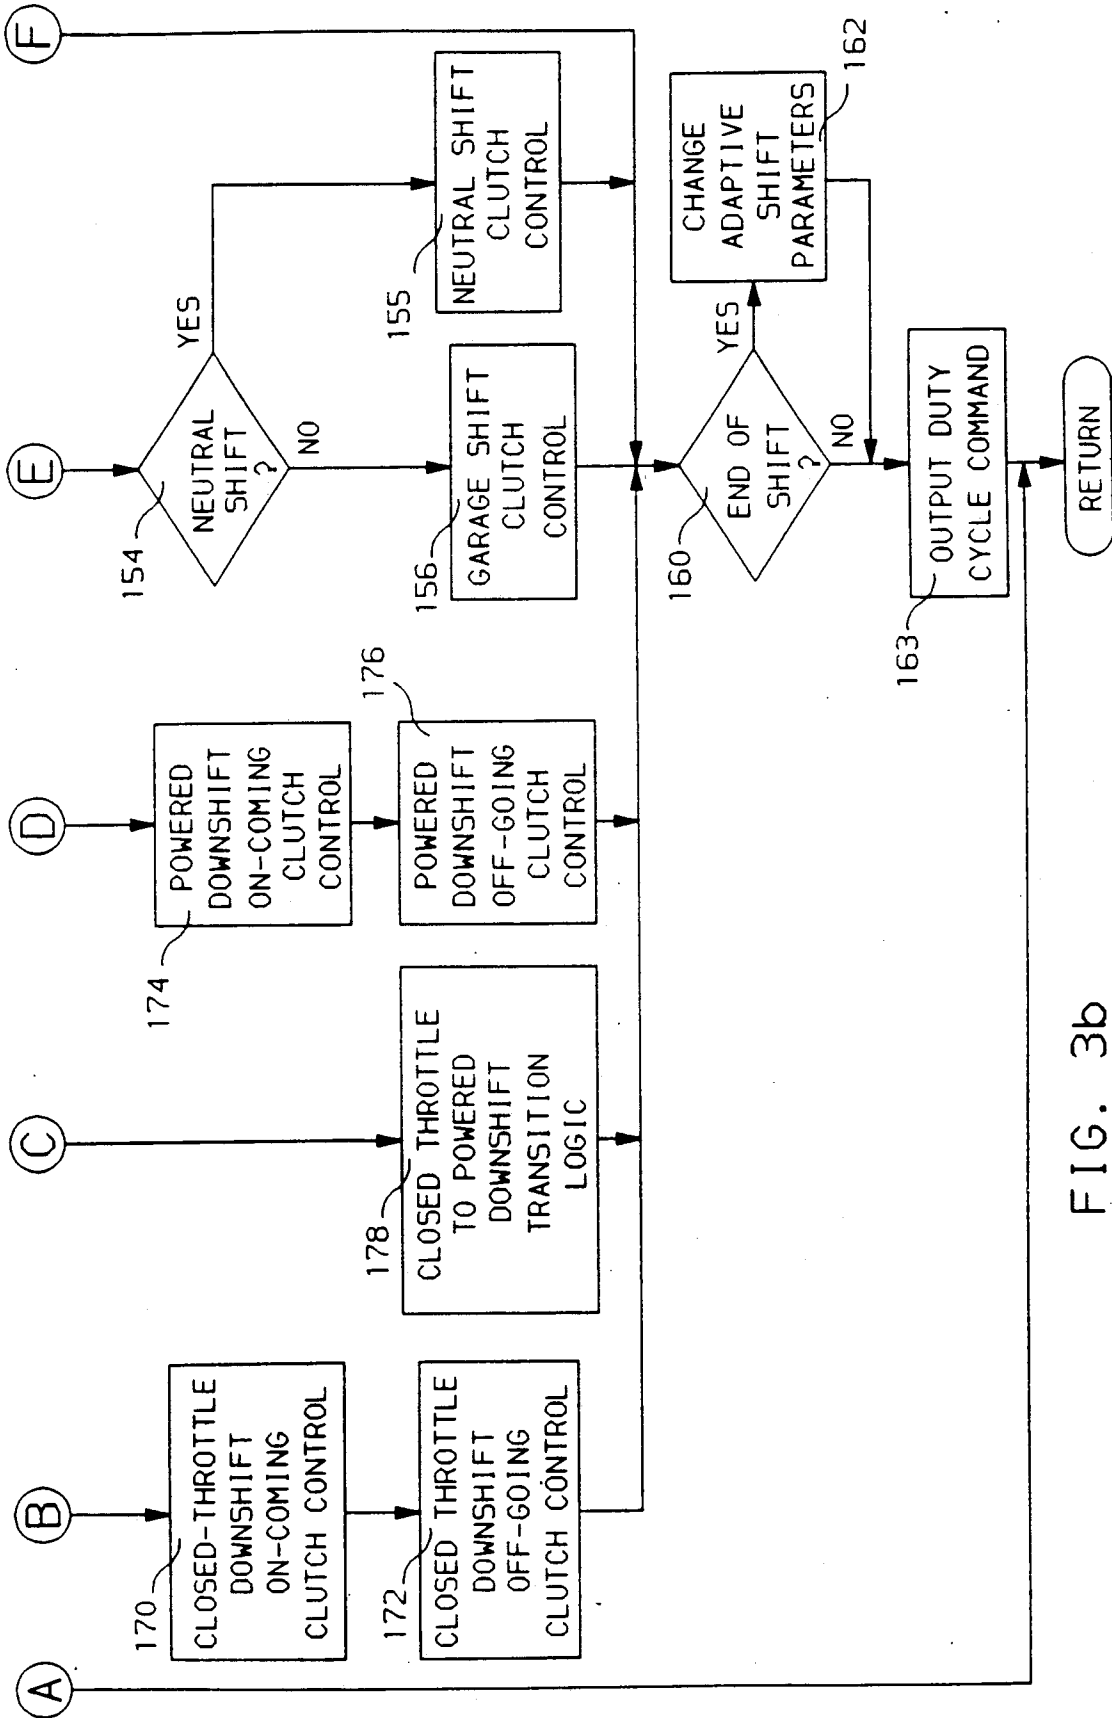 A
B
C
D
E
F
170
CLOSED-THROTTLE
DOWNSHIFT
ON-COMING
CLUTCH CONTROL
172
CLOSED THROTTLE
DOWNSHIFT
OFF-GOING
CLUTCH CONTROL
178
CLOSED THROTTLE
TO POWERED
DOWNSHIFT
TRANSITION
LOGIC
174
POWERED
DOWNSHIFT
ON-COMING
CLUTCH
CONTROL
176
POWERED
DOWNSHIFT
OFF-GOING
CLUTCH
CONTROL
154
NEUTRAL
SHIFT
?
YES
NO
156
GARAGE SHIFT
CLUTCH
CONTROL
155
NEUTRAL SHIFT
CLUTCH
CONTROL
160
END OF
SHIFT
?
YES
NO
CHANGE
ADAPTIVE
SHIFT
PARAMETERS
162
163
OUTPUT DUTY
CYCLE COMMAND
RETURN
FIG. 3b